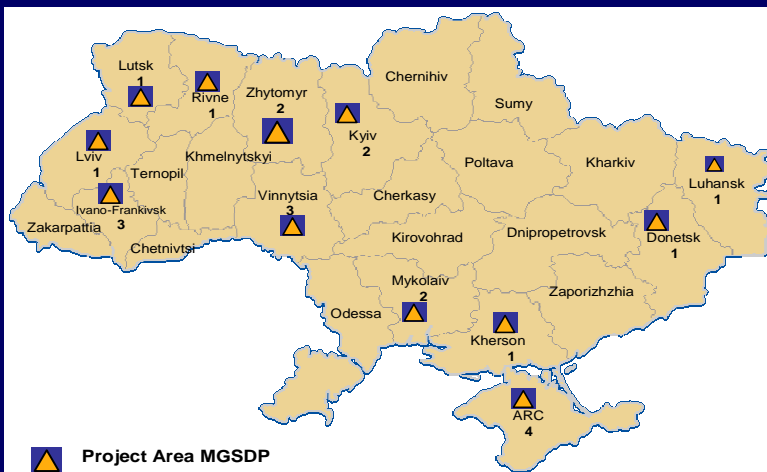 Lutsk
1
Rivne
1
Zhytomyr
2
Kyiv
2
Chernihiv
Sumy
Lviv
1
Ternopil
Khmelnytskyi
Poltava
Kharkiv
Luhansk
1
Ivano-Frankivsk
3
Vinnytsia
3
Cherkasy
Zakarpattia
Chetnivtsi
Kirovohrad
Dnipropetrovsk
Donetsk
1
Mykolaiv
2
Odessa
Zaporizhzhia
Kherson
1
ARC
4
Project Area MGSDP